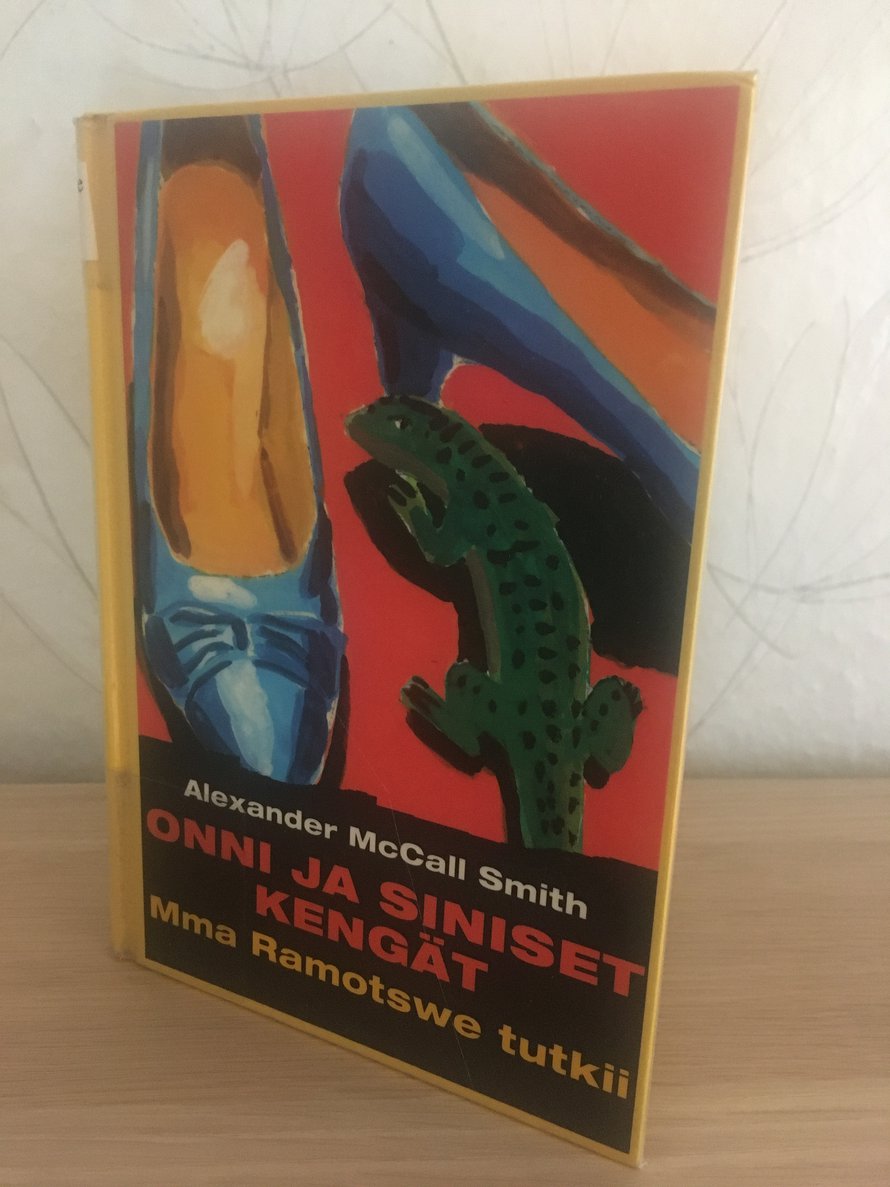 Alexander McCall Smith
ONNI JA SINISET
KENGÄT
Mma Ramotswe tutkii